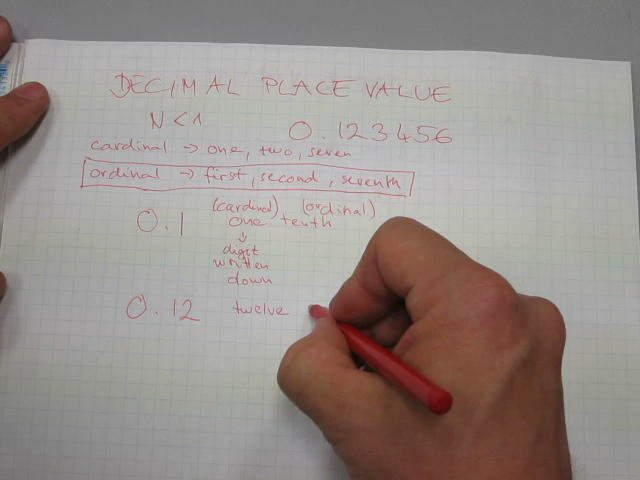 DECIMAL PLACE VALUE
N < 1
0.123456
cardinal → one, two, seven
ordinal → first, second, seventh
(cardinal) (ordinal)
0.1 one tenth
↓
digit
written
down
0.12 twelve